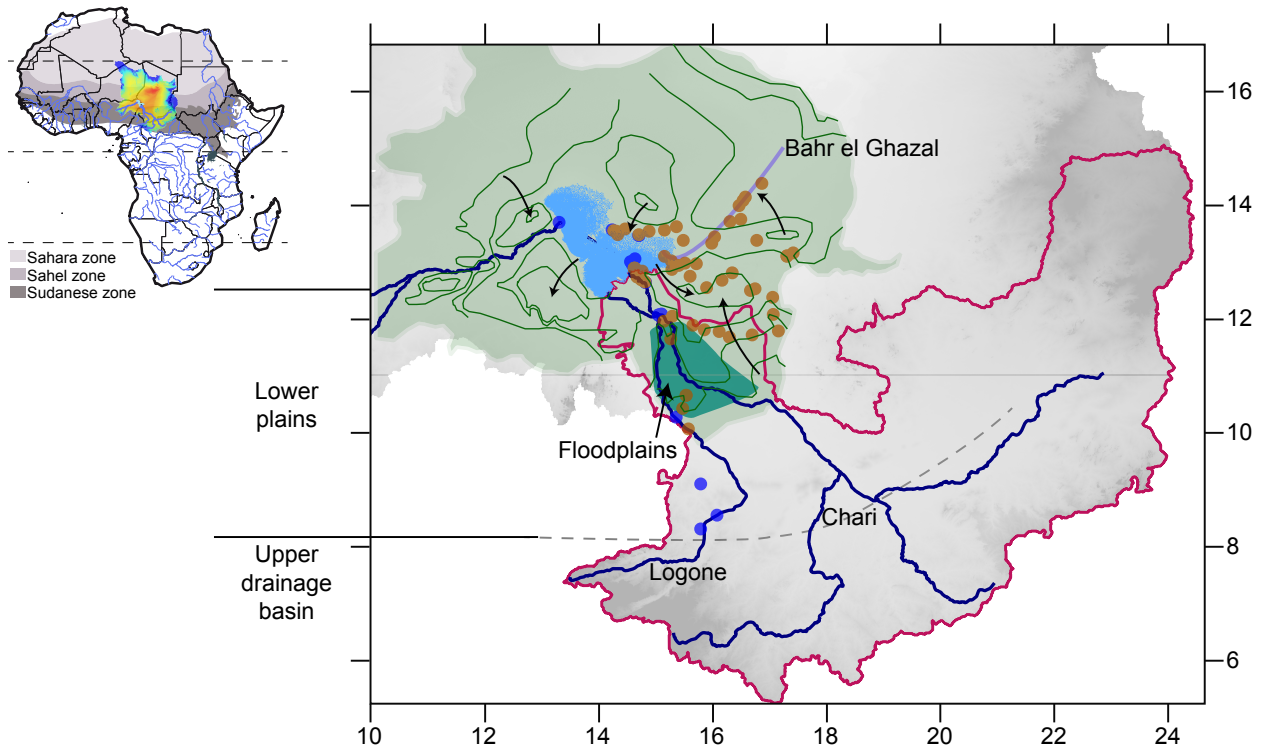 Sahara zone
Sahel zone
Sudanese zone
Lower
plains
Upper
drainage
basin
Bahr el Ghazal
Floodplains
Chari
Logone
16
14
12
10
8
6
10
12
14
16
18
20
22
24